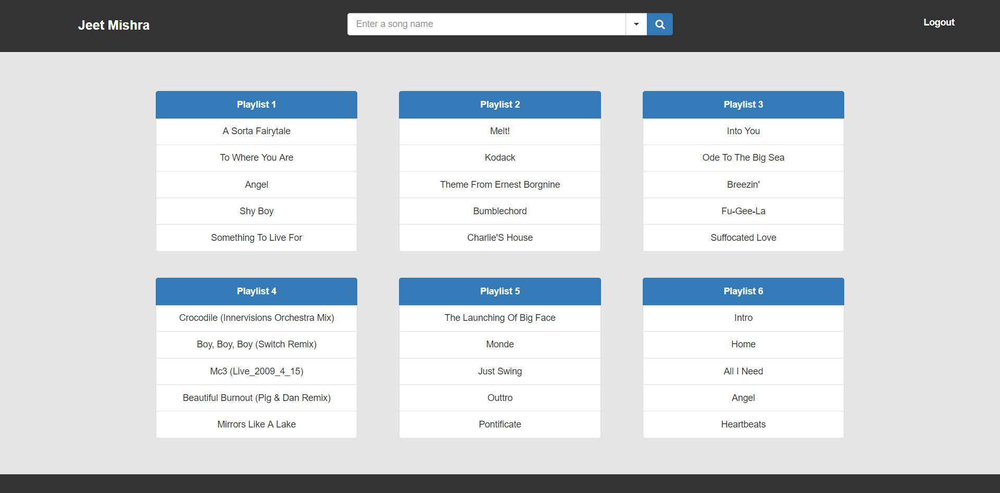 Jeet Mishra
Enter a song name
Logout
Playlist 1
A Sorta Fairytale
To Where You Are
Angel
Shy Boy
Something To Live For
Playlist 2
Melt!
Kodack
Theme From Ernest Borgnine
Bumblechord
Charlie'S House
Playlist 3
Into You
Ode To The Big Sea
Breezin'
Fu-Gee-La
Suffocated Love
Playlist 4
Crocodile (Innervisions Orchestra Mix)
Boy, Boy, Boy (Switch Remix)
Mc3 (Live_2009_4_15)
Beautiful Burnout (Pig & Dan Remix)
Mirrors Like A Lake
Playlist 5
The Launching Of Big Face
Monde
Just Swing
Outtro
Pontificate
Playlist 6
Intro
Home
All I Need
Angel
Heartbeats